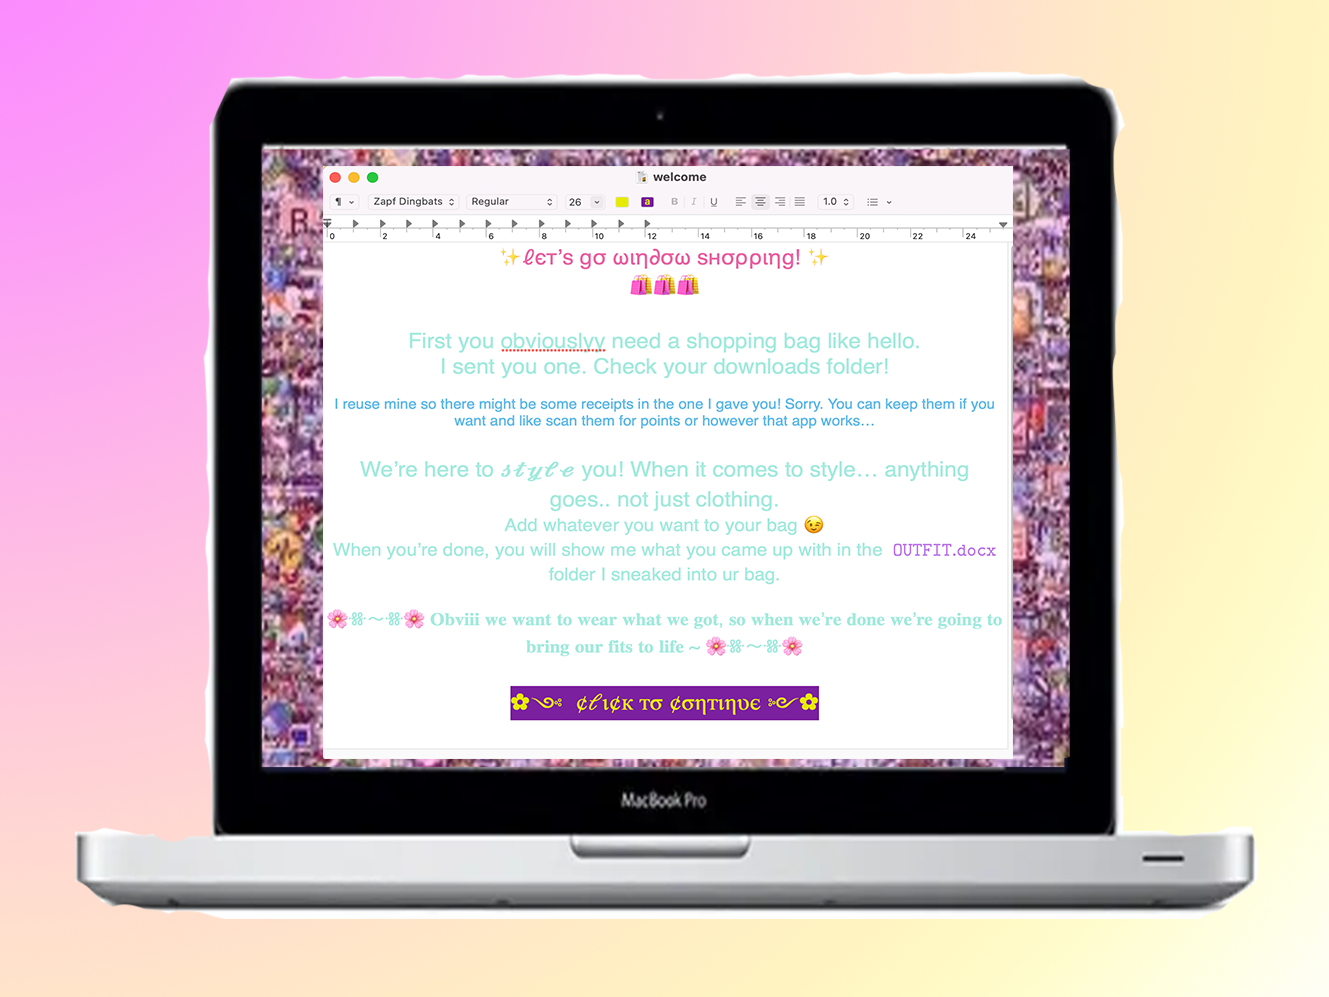 welcome
¶ Zapf Dingbats Regular 26 a B I U 1.0
0 2 4 6 8 10 12 14 16 18 20 22 24
✨ℓєт’s gσ ωιη∂σω sнσρριηg! ✨
🛍️🛍️🛍️
First you obviouslyy need a shopping bag like hello.
I sent you one. Check your downloads folder!
I reuse mine so there might be some receipts in the one I gave you! Sorry. You can keep them if you
want and like scan them for points or however that app works…
We’re here to 𝓼𝓽𝔂𝓵𝓮 you! When it comes to style… anything
goes.. not just clothing.
Add whatever you want to your bag 😉
When you’re done, you will show me what you came up with in the 𝙾𝚄𝚃𝙵𝙸𝚃.𝚍𝚘𝚌𝚡
folder I sneaked into ur bag.
🌸ꕥ～ꕥ🌸 Obviii we want to wear what we got, so when we’re done we’re going to
bring our fits to life ~ 🌸ꕥ～ꕥ🌸
✿ ¢ℓι¢к тσ ¢σηтιηυє ✿
MacBook Pro